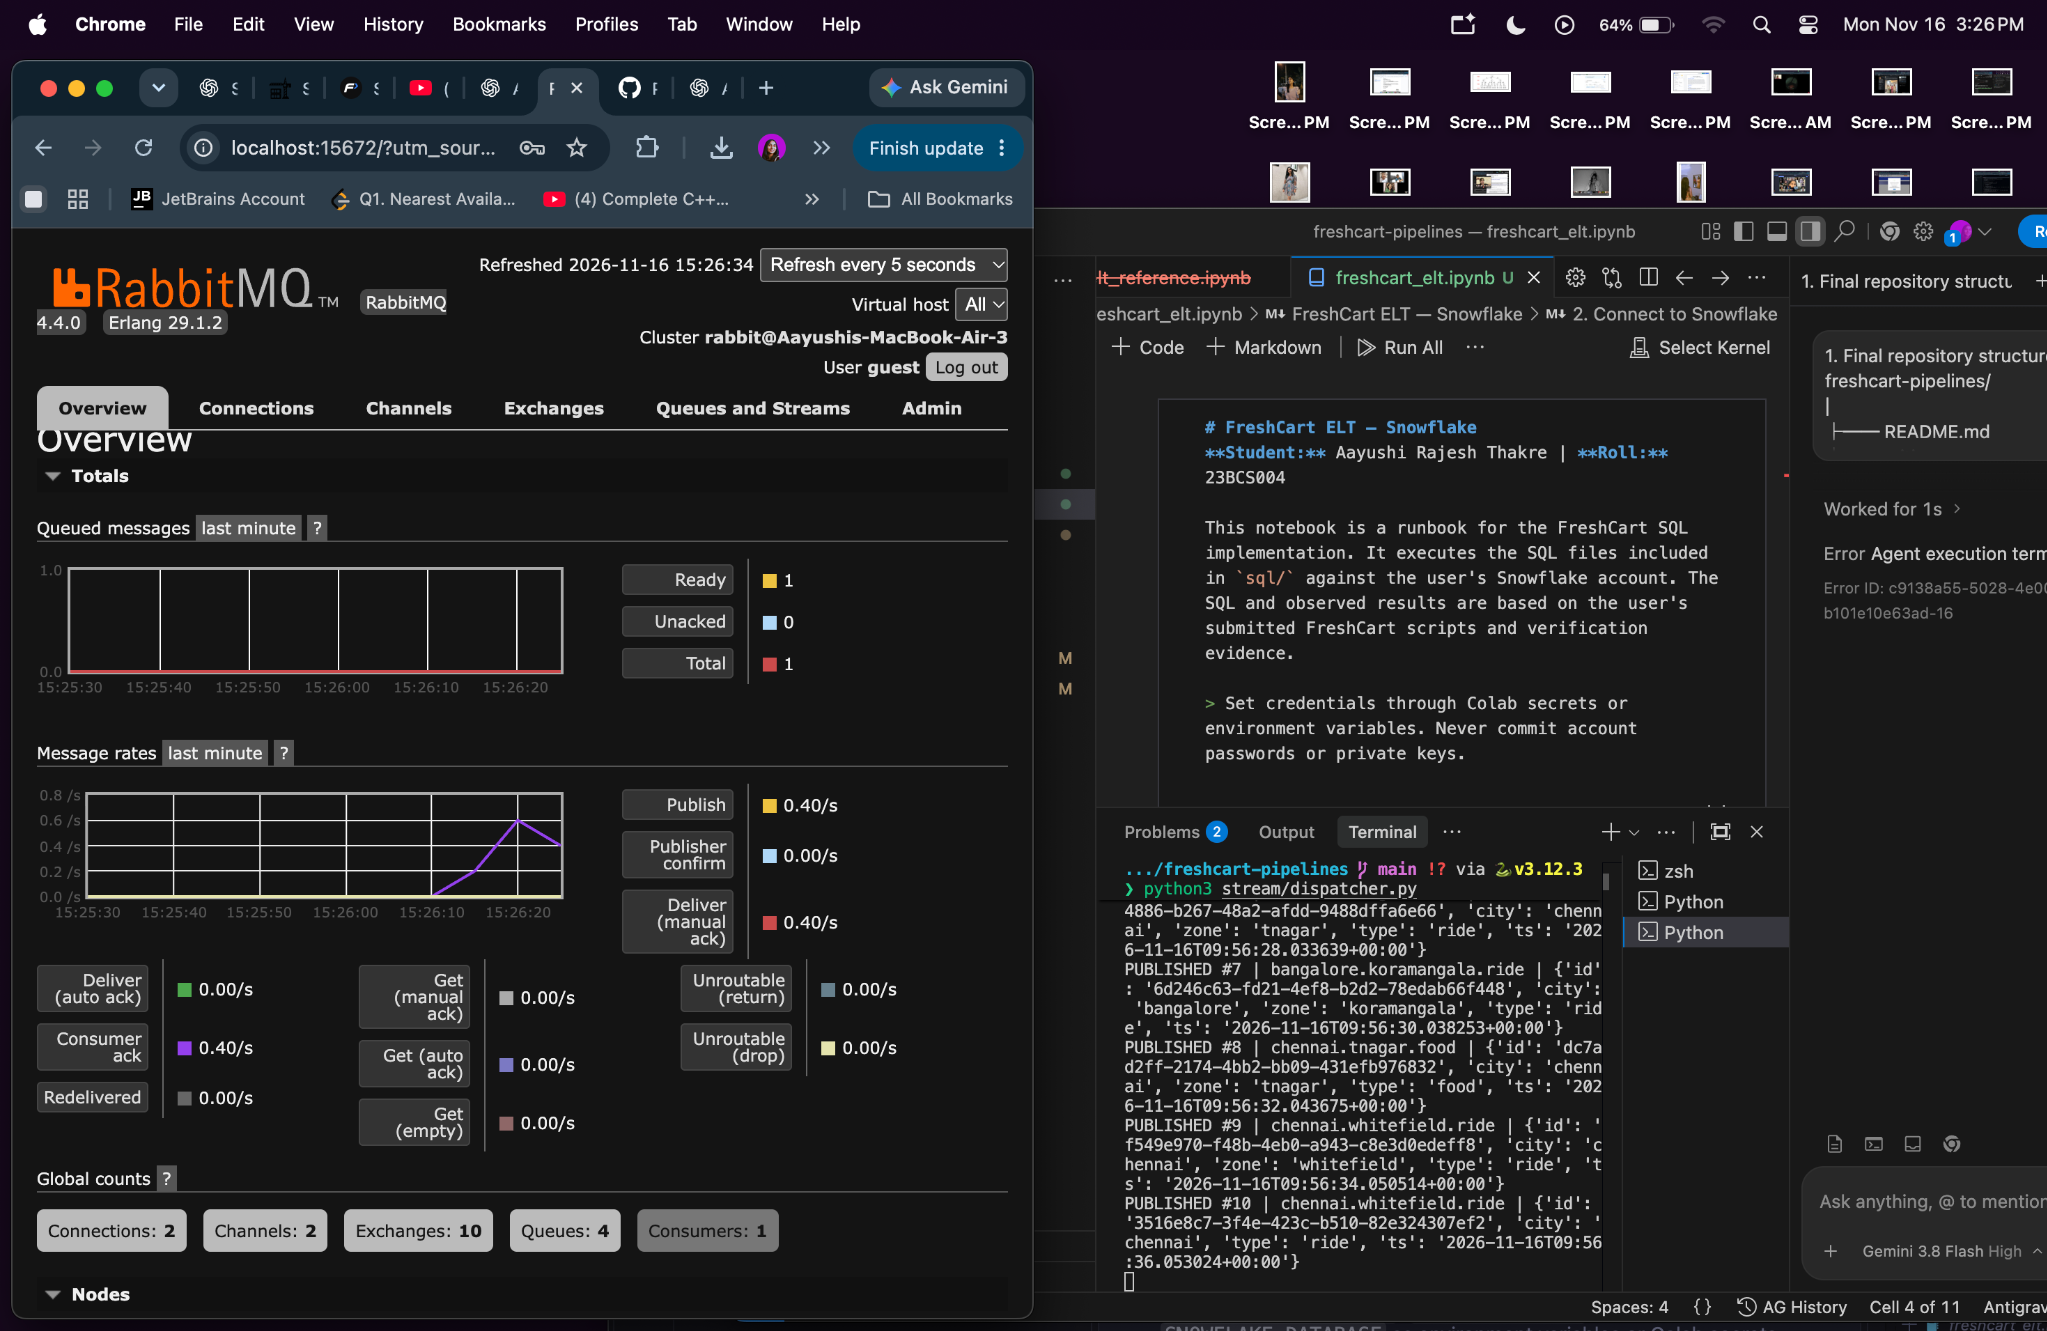 Chrome File Edit View History Bookmarks Profiles Tab Window Help
64% Mon Nov 16 3:26 PM
Scre...PM Scre...PM Scre...PM Scre...PM Scre...PM Scre...AM Scre...PM Scre...PM
Ask Gemini
localhost:15672/?utm_sour...
Finish update
JetBrains Account
Q1. Nearest Availa...
(4) Complete C++...
All Bookmarks
Refreshed 2026-11-16 15:26:34 Refresh every 5 seconds
RabbitMQ TM RabbitMQ
4.4.0 Erlang 29.1.2
Virtual host All
Cluster rabbit@Aayushis-MacBook-Air-3
User guest Log out
Overview Connections Channels Exchanges Queues and Streams Admin
Overview
Totals
Queued messages last minute ?
1.0
0.0
15:25:30 15:25:40 15:25:50 15:26:00 15:26:10 15:26:20
Ready 1
Unacked 0
Total 1
Message rates last minute ?
0.8 /s
0.6 /s
0.4 /s
0.2 /s
0.0 /s
15:25:30 15:25:40 15:25:50 15:26:00 15:26:10 15:26:20
Publish 0.40/s
Publisher confirm 0.00/s
Deliver (manual ack) 0.40/s
Deliver (auto ack) 0.00/s
Consumer ack 0.40/s
Redelivered 0.00/s
Get (manual ack) 0.00/s
Get (auto ack) 0.00/s
Get (empty) 0.00/s
Unroutable (return) 0.00/s
Unroutable (drop) 0.00/s
Global counts ?
Connections: 2 Channels: 2 Exchanges: 10 Queues: 4 Consumers: 1
Nodes
freshcart-pipelines — freshcart_elt.ipynb
lt_reference.ipynb
freshcart_elt.ipynb U
eshcart_elt.ipynb > M↓ FreshCart ELT — Snowflake > M↓ 2. Connect to Snowflake
+ Code + Markdown Run All ... Select Kernel
# FreshCart ELT — Snowflake
**Student:** Aayushi Rajesh Thakre | **Roll:**
23BCS004
This notebook is a runbook for the FreshCart SQL
implementation. It executes the SQL files included
in `sql/` against the user's Snowflake account. The
SQL and observed results are based on the user's
submitted FreshCart scripts and verification
evidence.
> Set credentials through Colab secrets or
environment variables. Never commit account
passwords or private keys.
M
M
Problems 2 Output Terminal ...
.../freshcart-pipelines main !? via v3.12.3
❯ python3 stream/dispatcher.py
4886-b267-48a2-afdd-9488dffa6e66', 'city': 'chenn
ai', 'zone': 'tnagar', 'type': 'ride', 'ts': '202
6-11-16T09:56:28.033639+00:00'}
PUBLISHED #7 | bangalore.koramangala.ride | {'id'
: '6d246c63-fd21-4ef8-b2d2-78edab66f448', 'city':
'bangalore', 'zone': 'koramangala', 'type': 'rid
e', 'ts': '2026-11-16T09:56:30.038253+00:00'}
PUBLISHED #8 | chennai.tnagar.food | {'id': 'dc7a
d2ff-2174-4bb2-bb09-431efb976832', 'city': 'chenn
ai', 'zone': 'tnagar', 'type': 'food', 'ts': '202
6-11-16T09:56:32.043675+00:00'}
PUBLISHED #9 | chennai.whitefield.ride | {'id': '
f549e970-f48b-4eb0-a943-c8e3d0edeff8', 'city': 'c
hennai', 'zone': 'whitefield', 'type': 'ride', 't
s': '2026-11-16T09:56:34.050514+00:00'}
PUBLISHED #10 | chennai.whitefield.ride | {'id':
'3516e8c7-3f4e-423c-b510-82e324307ef2', 'city': '
chennai', 'type': 'ride', 'ts': '2026-11-16T09:56
:36.053024+00:00'}
zsh
Python
Python
1
Re
1. Final repository structu
1. Final repository structure
freshcart-pipelines/
|
├── README.md
Worked for 1s >
Error Agent execution term
Error ID: c9138a55-5028-4e00
b101e10e63ad-16
Ask anything, @ to mention
+ Gemini 3.8 Flash High
Spaces: 4 {} AG History Cell 4 of 11 Antigrav